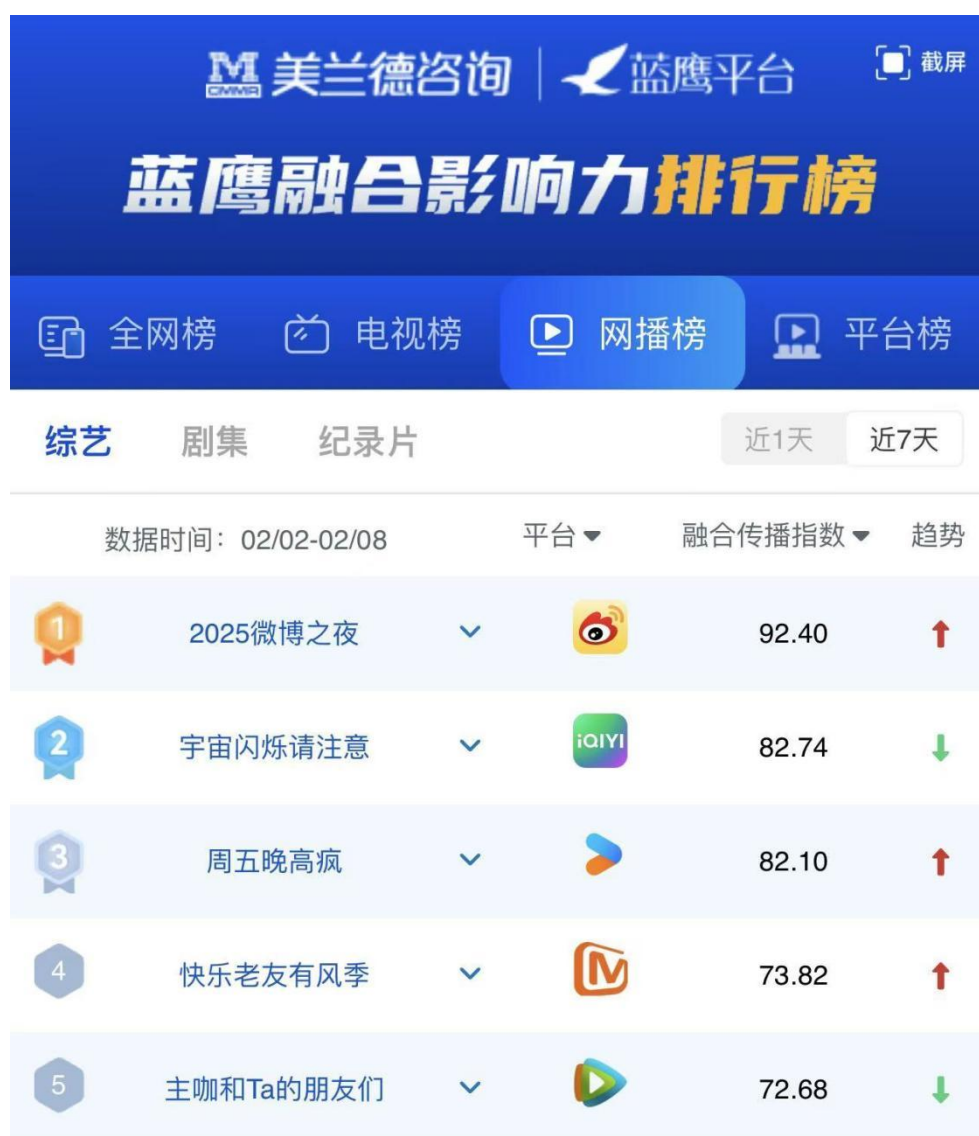 美兰德咨询 蓝鹰平台 截屏
CMMR
蓝鹰融合影响力排行榜
全网榜 电视榜 网播榜 平台榜
综艺 剧集 纪录片 近1天 近7天
数据时间：02/02-02/08 平台 融合传播指数 趋势
1 2025微博之夜 92.40
2 宇宙闪烁请注意 iQIYI 82.74
3 周五晚高疯 82.10
4 快乐老友有风季 73.82
5 主咖和Ta的朋友们 72.68